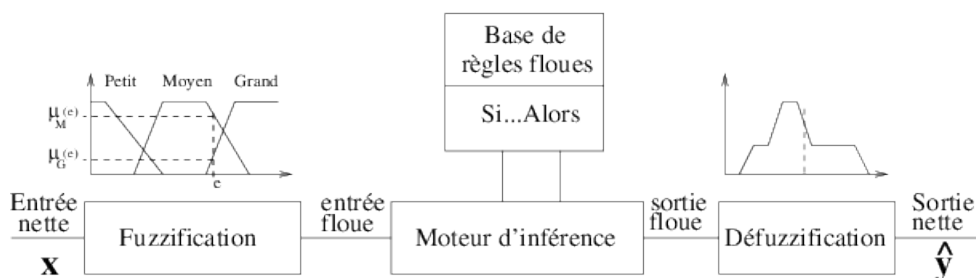 Base de
règles floues
Si...Alors
Petit Moyen Grand
μM(e)
μG(e)
e
Entrée
nette
x
Fuzzification
entrée
floue
Moteur d'inférence
sortie
floue
Défuzzification
Sortie
nette
ŷ